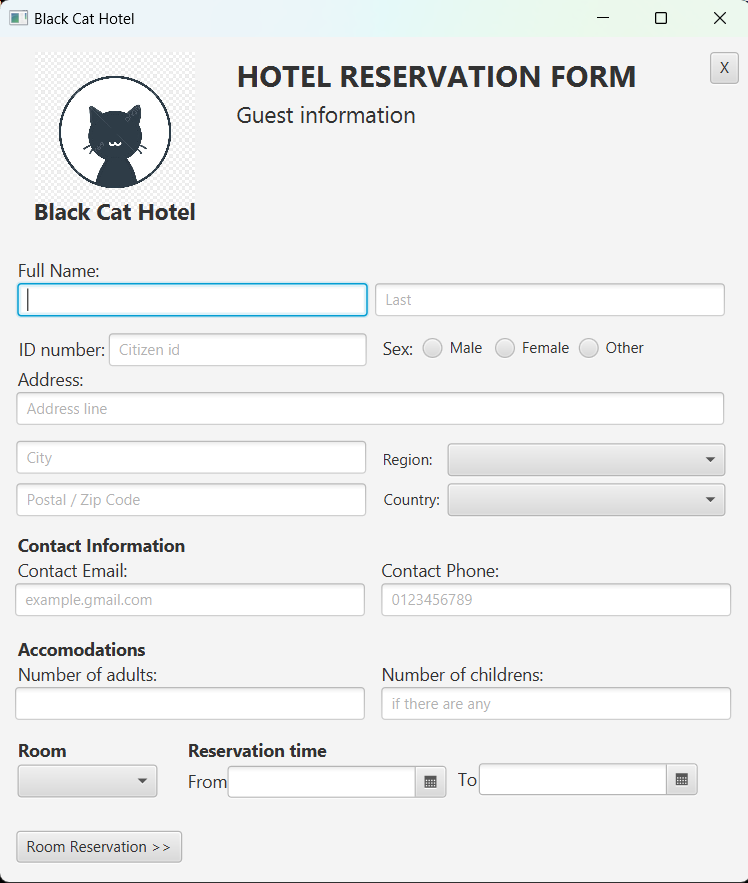 Black Cat Hotel
HOTEL RESERVATION FORM
X
Guest information
Black Cat Hotel
Full Name:
Last
ID number: Citizen id Sex: Male Female Other
Address:
Address line
City Region:
Postal / Zip Code Country:
Contact Information
Contact Email: Contact Phone:
example.gmail.com 0123456789
Accomodations
Number of adults: Number of childrens:
if there are any
Room Reservation time
From To
Room Reservation >>